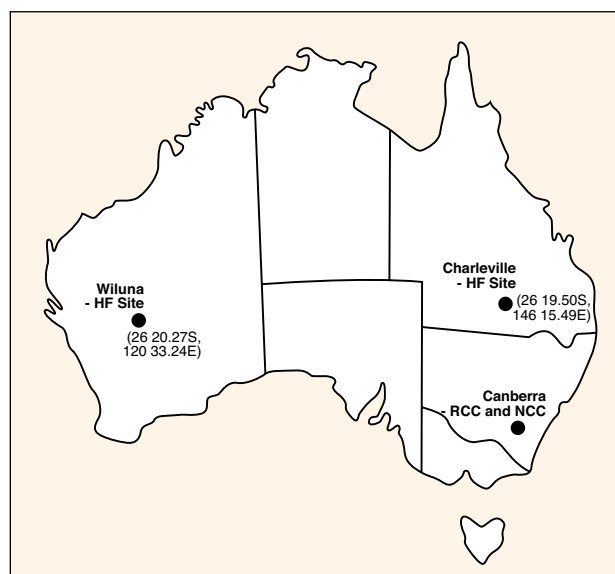 Wiluna
- HF Site
(26 20.27S,
120 33.24E)
Charleville
- HF Site
(26 19.50S,
146 15.49E)
Canberra
- RCC and NCC